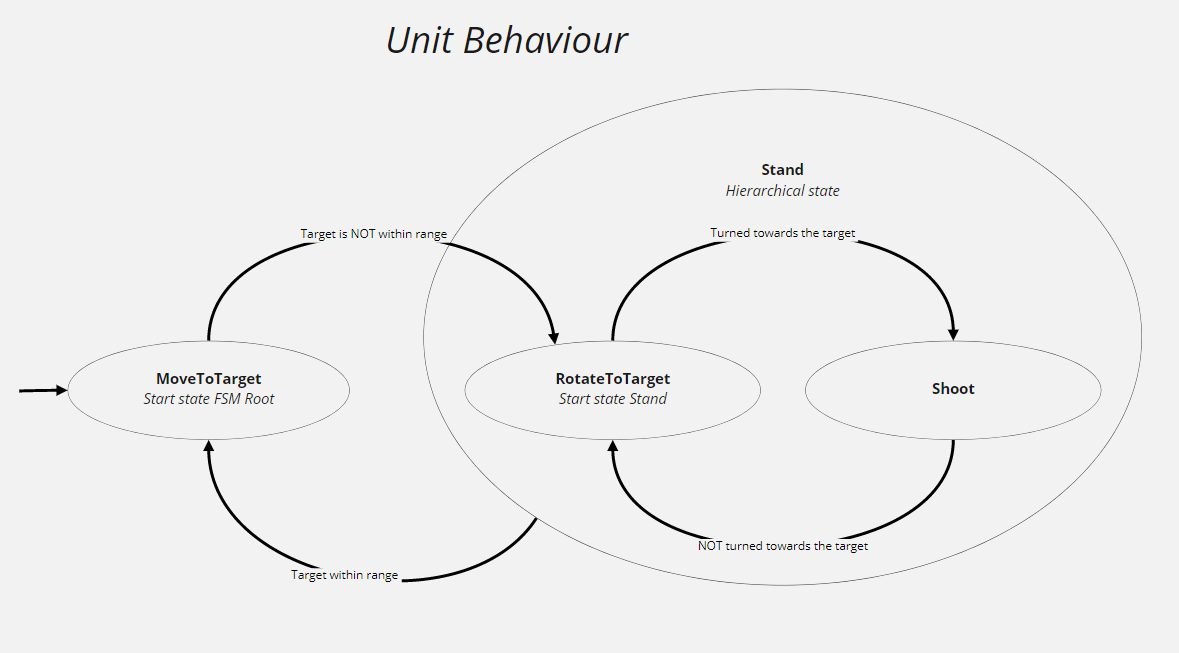 Unit Behaviour
Stand
Hierarchical state
Target is NOT within range
Turned towards the target
MoveToTarget
Start state FSM Root
RotateToTarget
Start state Stand
Shoot
NOT turned towards the target
Target within range